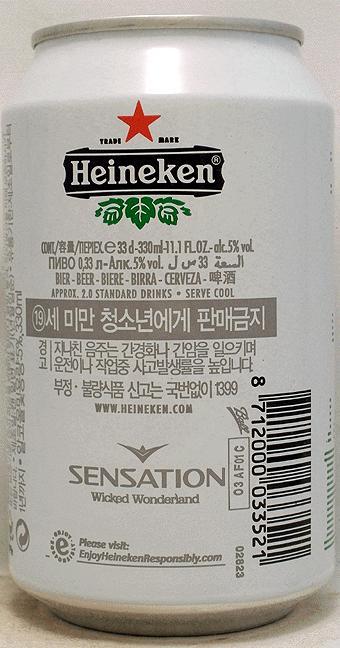 TRADE MARK
Heineken®
CONT./容量/ΠΕΡΙΕΧ. e 33 cl-330ml-11.1 FL.OZ.- alc.5% vol.
ПИВО 0,33 л-Алк.5% vol. السعة 33 س ل
BIER - BEER - BIERE - BIRRA - CERVEZA - 啤酒
APPROX. 2.0 STANDARD DRINKS • SERVE COOL
⑲세 미만 청소년에게 판매금지
경고 지나친 음주는 간경화나 간암을 일으키며
운전이나 작업중 사고발생률을 높입니다.
부정·불량식품 신고는 국번없이 1399
WWW.HEINEKEN.COM
SENSATION
Wicked Wonderland
Please visit:
EnjoyHeinekenResponsibly.com
8 712000 033521
03 AF01C
02823